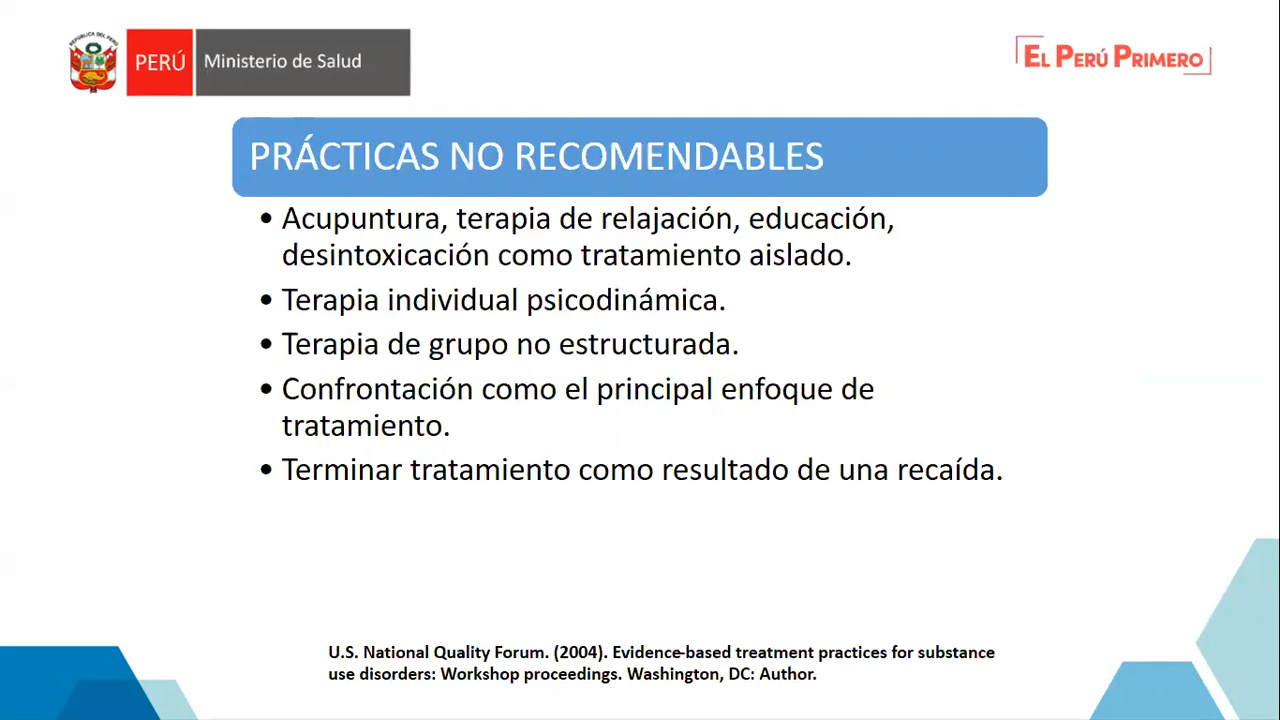 REPÚBLICA DEL PERÚ
PERÚ
Ministerio de Salud
EL PERÚ PRIMERO
PRÁCTICAS NO RECOMENDABLES
• Acupuntura, terapia de relajación, educación,
desintoxicación como tratamiento aislado.
• Terapia individual psicodinámica.
• Terapia de grupo no estructurada.
• Confrontación como el principal enfoque de
tratamiento.
• Terminar tratamiento como resultado de una recaída.
U.S. National Quality Forum. (2004). Evidence-based treatment practices for substance
use disorders: Workshop proceedings. Washington, DC: Author.